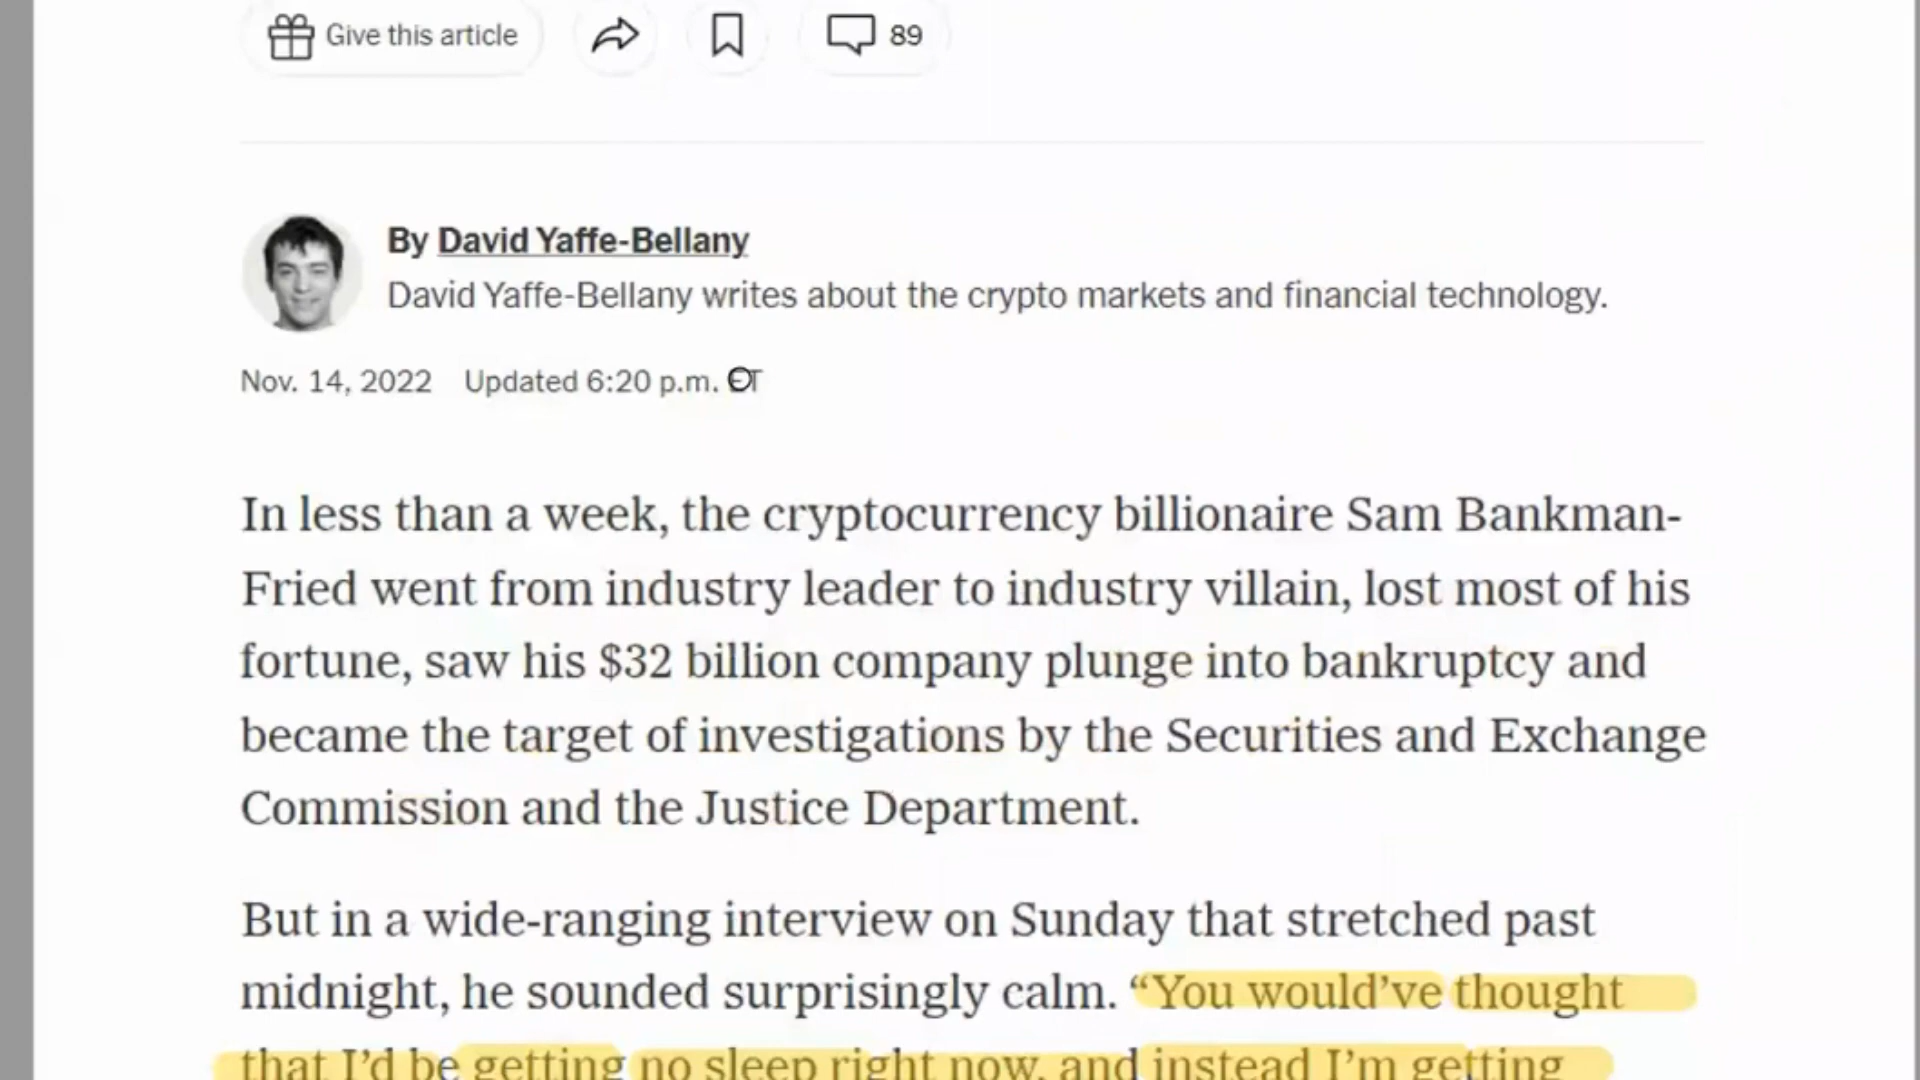 Give this article 89
By David Yaffe-Bellany
David Yaffe-Bellany writes about the crypto markets and financial technology.
Nov. 14, 2022 Updated 6:20 p.m. ET
In less than a week, the cryptocurrency billionaire Sam Bankman-
Fried went from industry leader to industry villain, lost most of his
fortune, saw his $32 billion company plunge into bankruptcy and
became the target of investigations by the Securities and Exchange
Commission and the Justice Department.
But in a wide-ranging interview on Sunday that stretched past
midnight, he sounded surprisingly calm. “You would’ve thought
that I’d be getting no sleep right now, and instead I’m getting